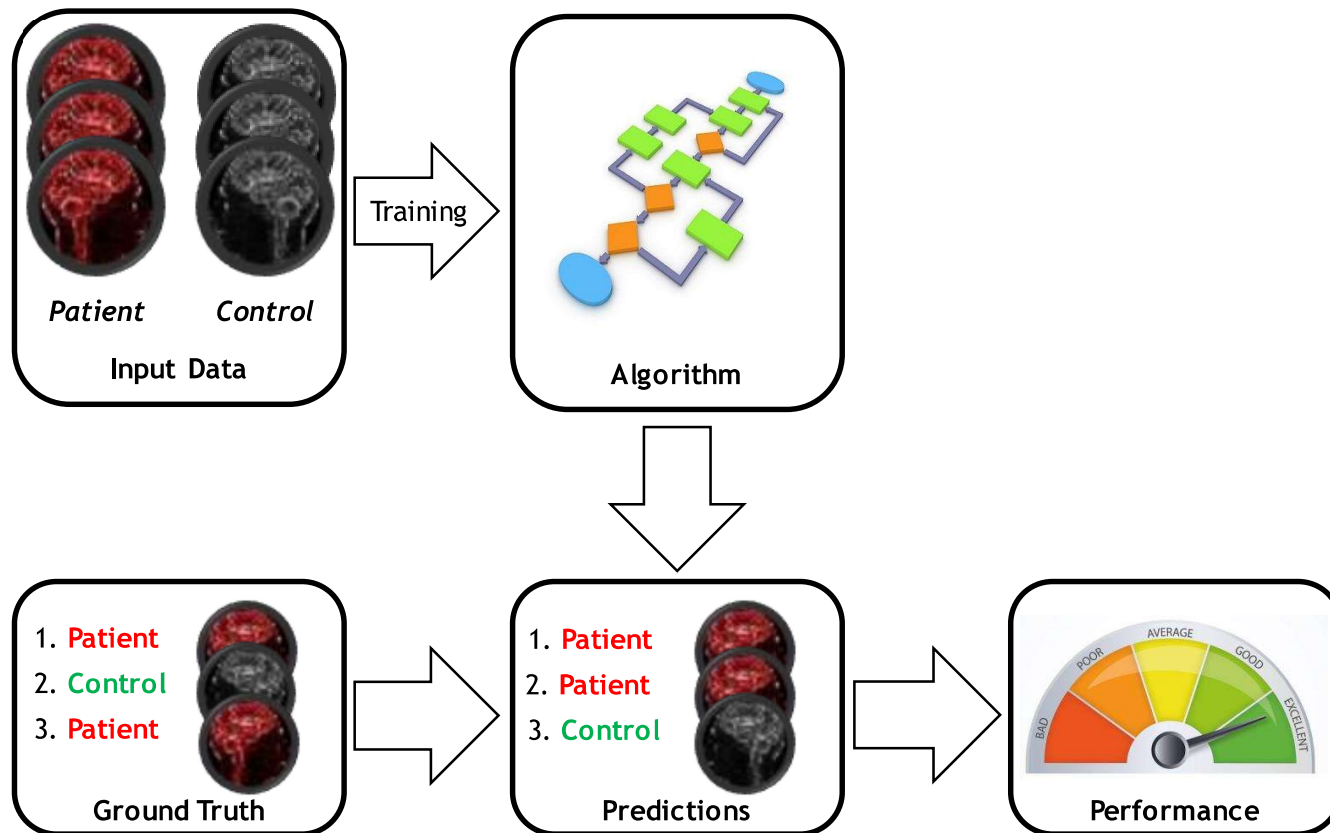 Patient
Control
Input Data
Training
Algorithm
1. Patient
2. Control
3. Patient
Ground Truth
1. Patient
2. Patient
3. Control
Predictions
BAD
POOR
AVERAGE
GOOD
EXCELLENT
Performance